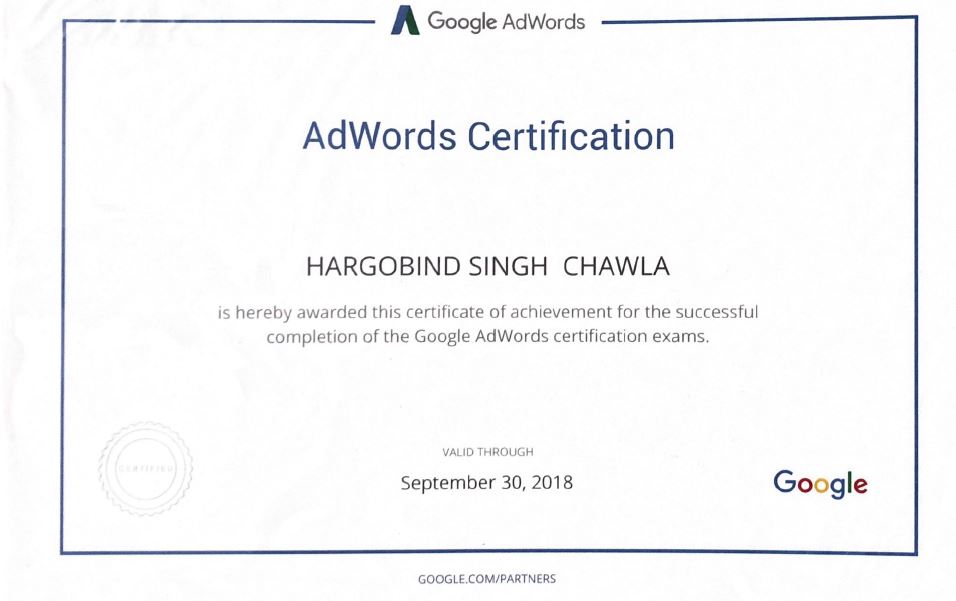 Google AdWords
AdWords Certification
HARGOBIND SINGH CHAWLA
is hereby awarded this certificate of achievement for the successful
completion of the Google AdWords certification exams.
CERTIFIED
VALID THROUGH
September 30, 2018
Google
GOOGLE.COM/PARTNERS